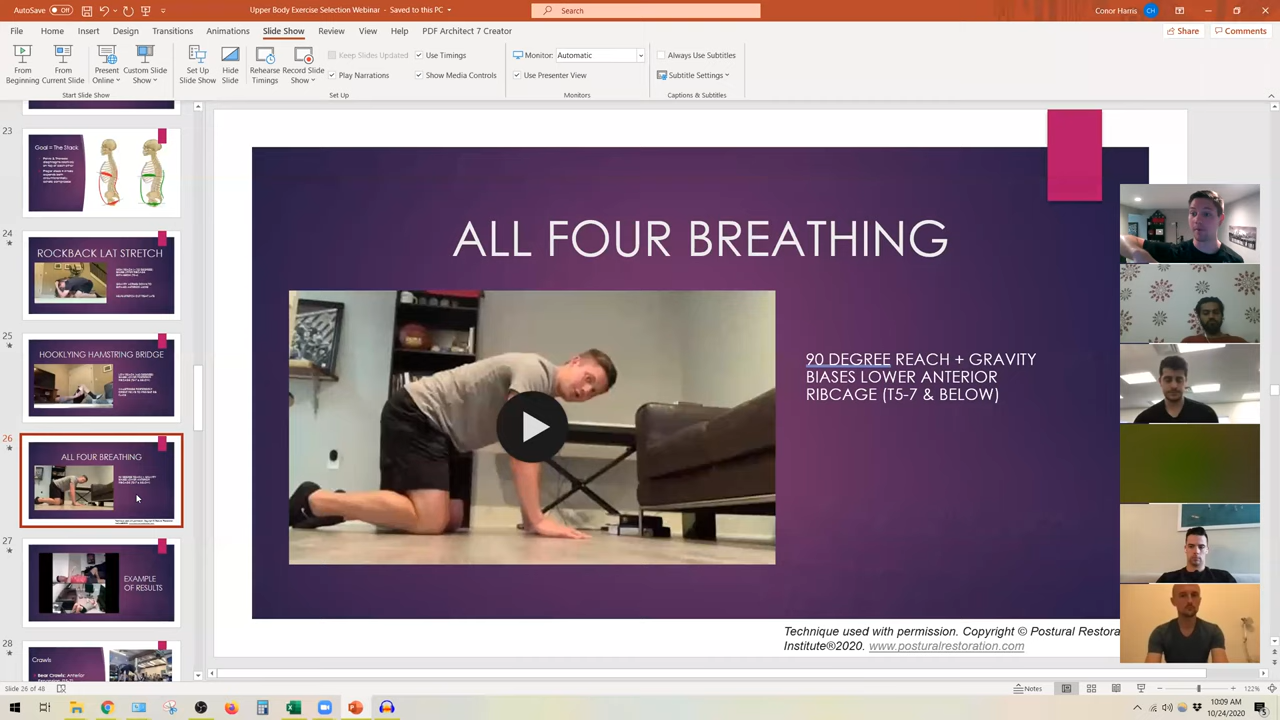 AutoSave Off
Upper Body Exercise Selection Webinar - Saved to this PC
Search
Conor Harris CH
File Home Insert Design Transitions Animations Slide Show Review View Help PDF Architect 7 Creator
Share Comments
From Beginning
From Current Slide
Present Online
Custom Slide Show
Set Up Slide Show
Hide Slide
Rehearse Timings
Record Slide Show
Keep Slides Updated
Use Timings
Play Narrations
Show Media Controls
Monitor: Automatic
Use Presenter View
Always Use Subtitles
Subtitle Settings
Start Slide Show
Set Up
Monitors
Captions & Subtitles
23
Goal = The Stack
24
ROCKBACK LAT STRETCH
25
HOOKLYING HAMSTRING BRIDGE
26
ALL FOUR BREATHING
27
EXAMPLE
OF RESULTS
28
Crawls
ALL FOUR BREATHING
90 DEGREE REACH + GRAVITY
BIASES LOWER ANTERIOR
RIBCAGE (T5-7 & BELOW)
Technique used with permission. Copyright © Postural Restora
Institute®2020. www.posturalrestoration.com
Slide 26 of 48
Notes
122%
10:09 AM
10/24/2020
5